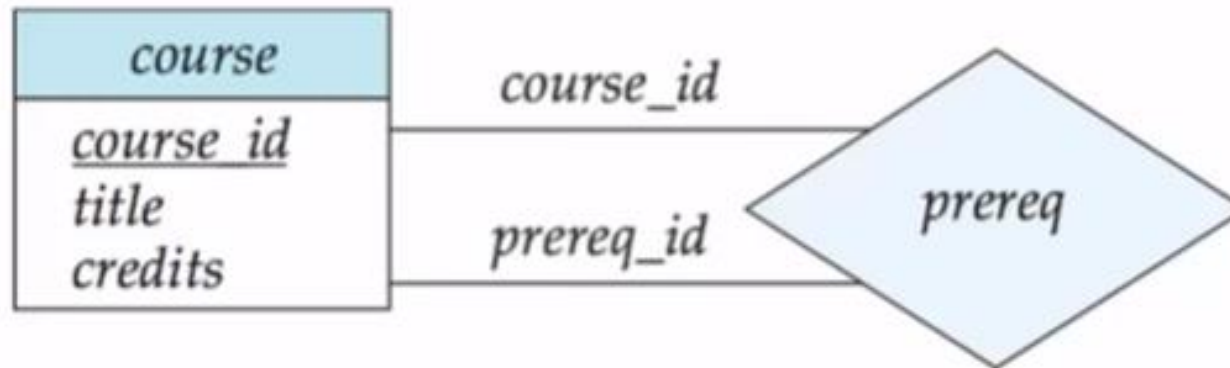 course
course_id
title
credits
course_id
prereq_id
prereq